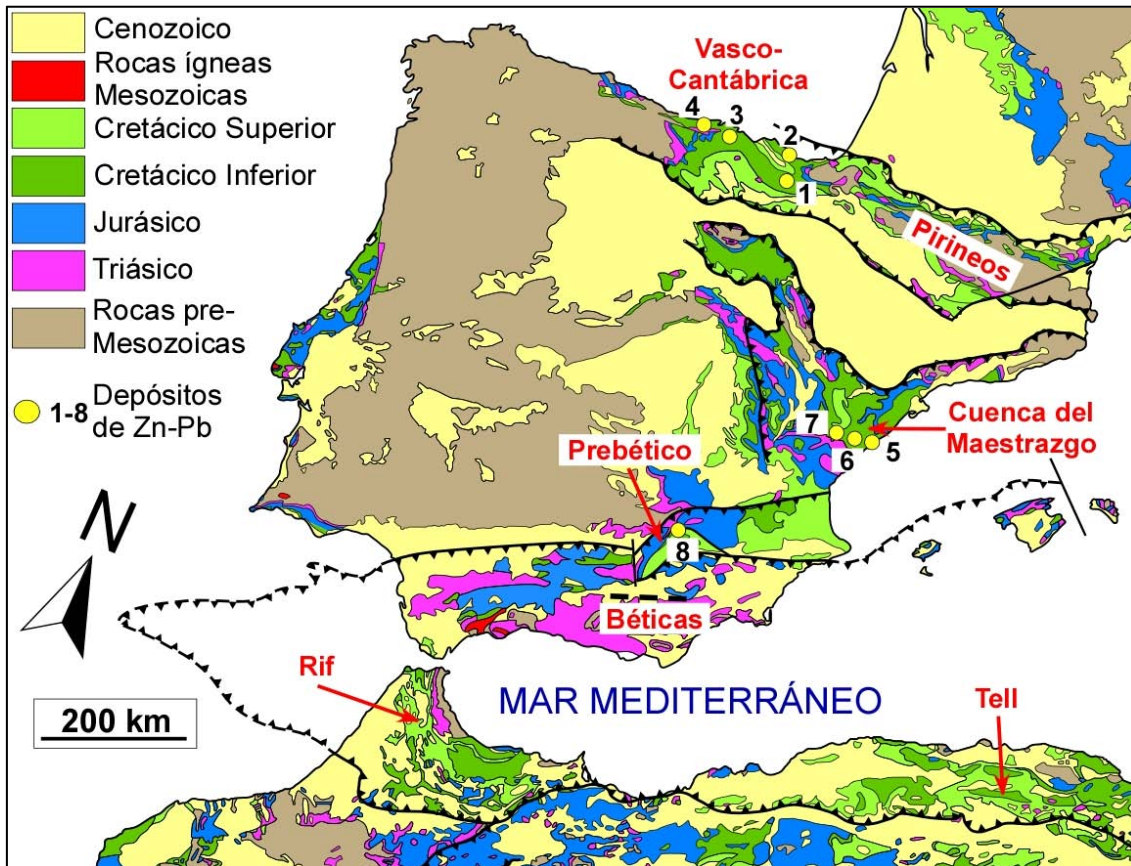 Cenozoico
Rocas ígneas
Mesozoicas
Cretácico Superior
Cretácico Inferior
Jurásico
Triásico
Rocas pre-
Mesozoicas
1-8 Depósitos
de Zn-Pb
N
200 km
Vasco-
Cantábrica
4
3
2
1
Pirineos
Cuenca del
Maestrazgo
7
6
5
Prebético
8
Béticas
Rif
MAR MEDITERRÁNEO
Tell